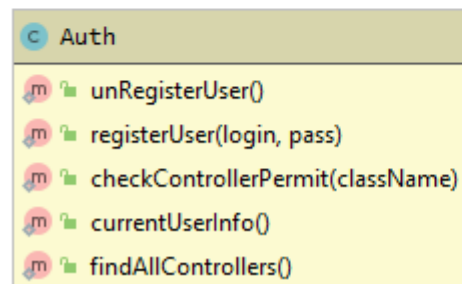 C Auth
m unRegisterUser()
m registerUser(login, pass)
m checkControllerPermit(className)
m currentUserInfo()
m findAllControllers()